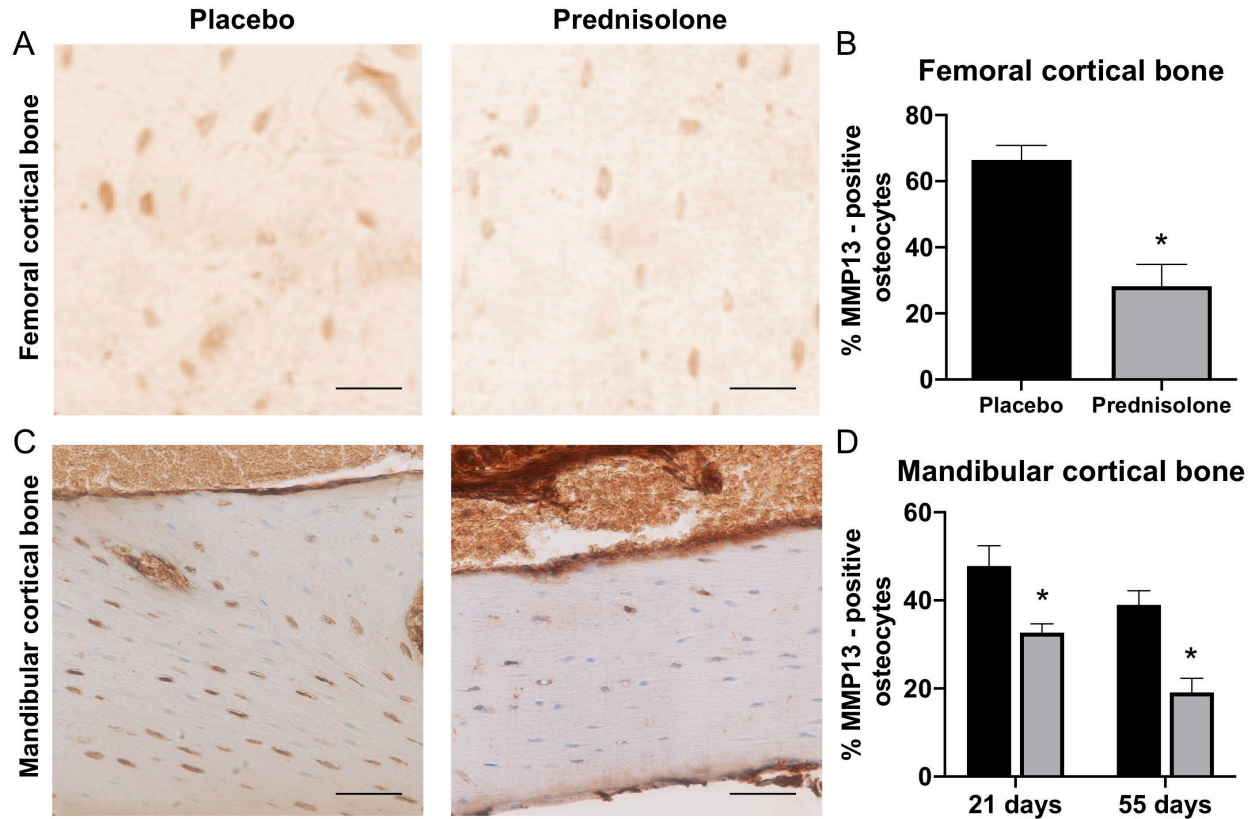 Placebo
Prednisolone
A
Femoral cortical bone
B
Femoral cortical bone
% MMP13 - positive
osteocytes
80
60
40
20
0
*
Placebo
Prednisolone
C
Mandibular cortical bone
D
Mandibular cortical bone
% MMP13 - positive
osteocytes
60
40
20
0
*
*
21 days
55 days